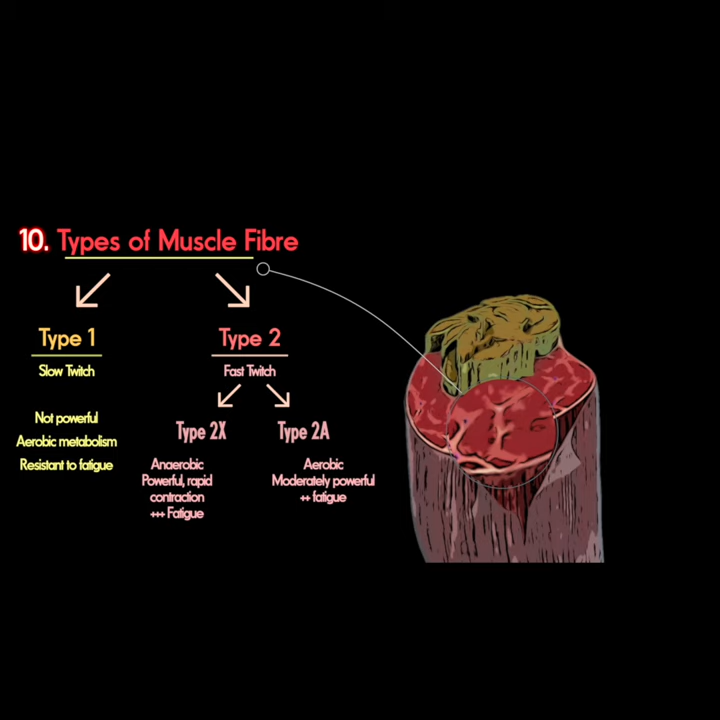 10. Types of Muscle Fibre
Type 1
Slow Twitch
Not powerful
Aerobic metabolism
Resistant to fatigue
Type 2
Fast Twitch
Type 2X
Anaerobic
Powerful, rapid
contraction
+++ Fatigue
Type 2A
Aerobic
Moderately powerful
++ fatigue